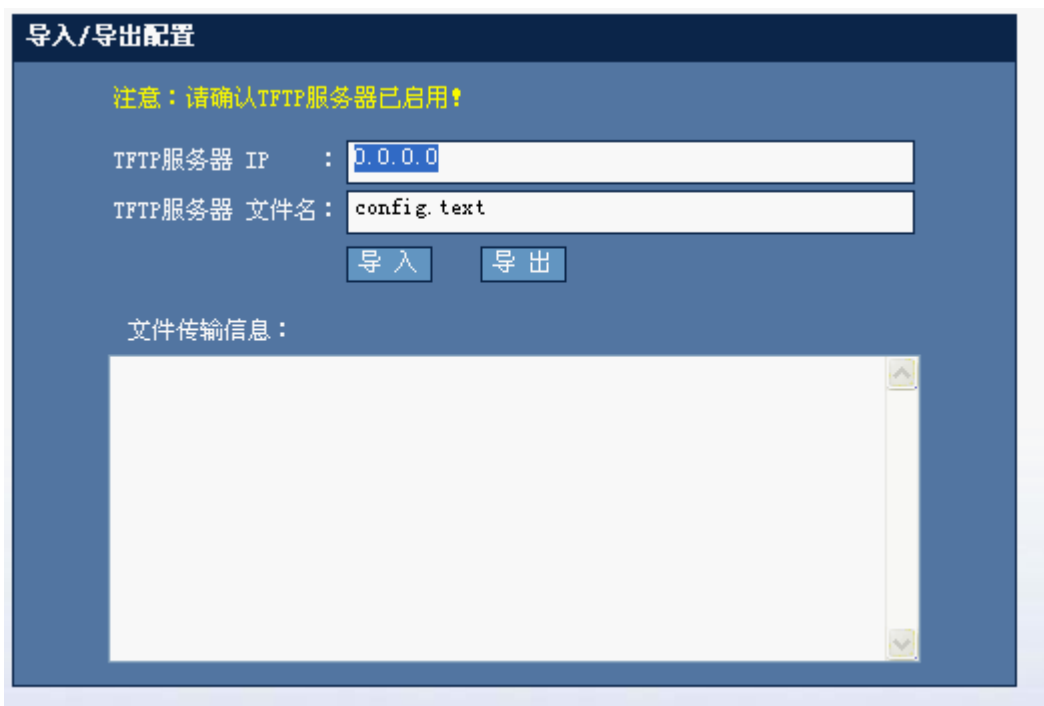 导入/导出配置
注意：请确认TFTP服务器已启用！
TFTP服务器 IP ： 0.0.0.0
TFTP服务器 文件名： config.text
导 入 导 出
文件传输信息：